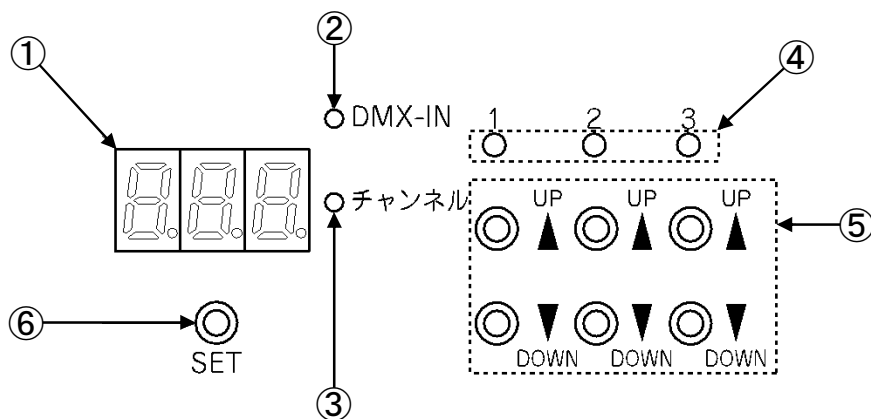 ②
①
④
DMX-IN
1 2 3
チャンネル
UP UP UP
⑤
⑥
SET
DOWN DOWN DOWN
③